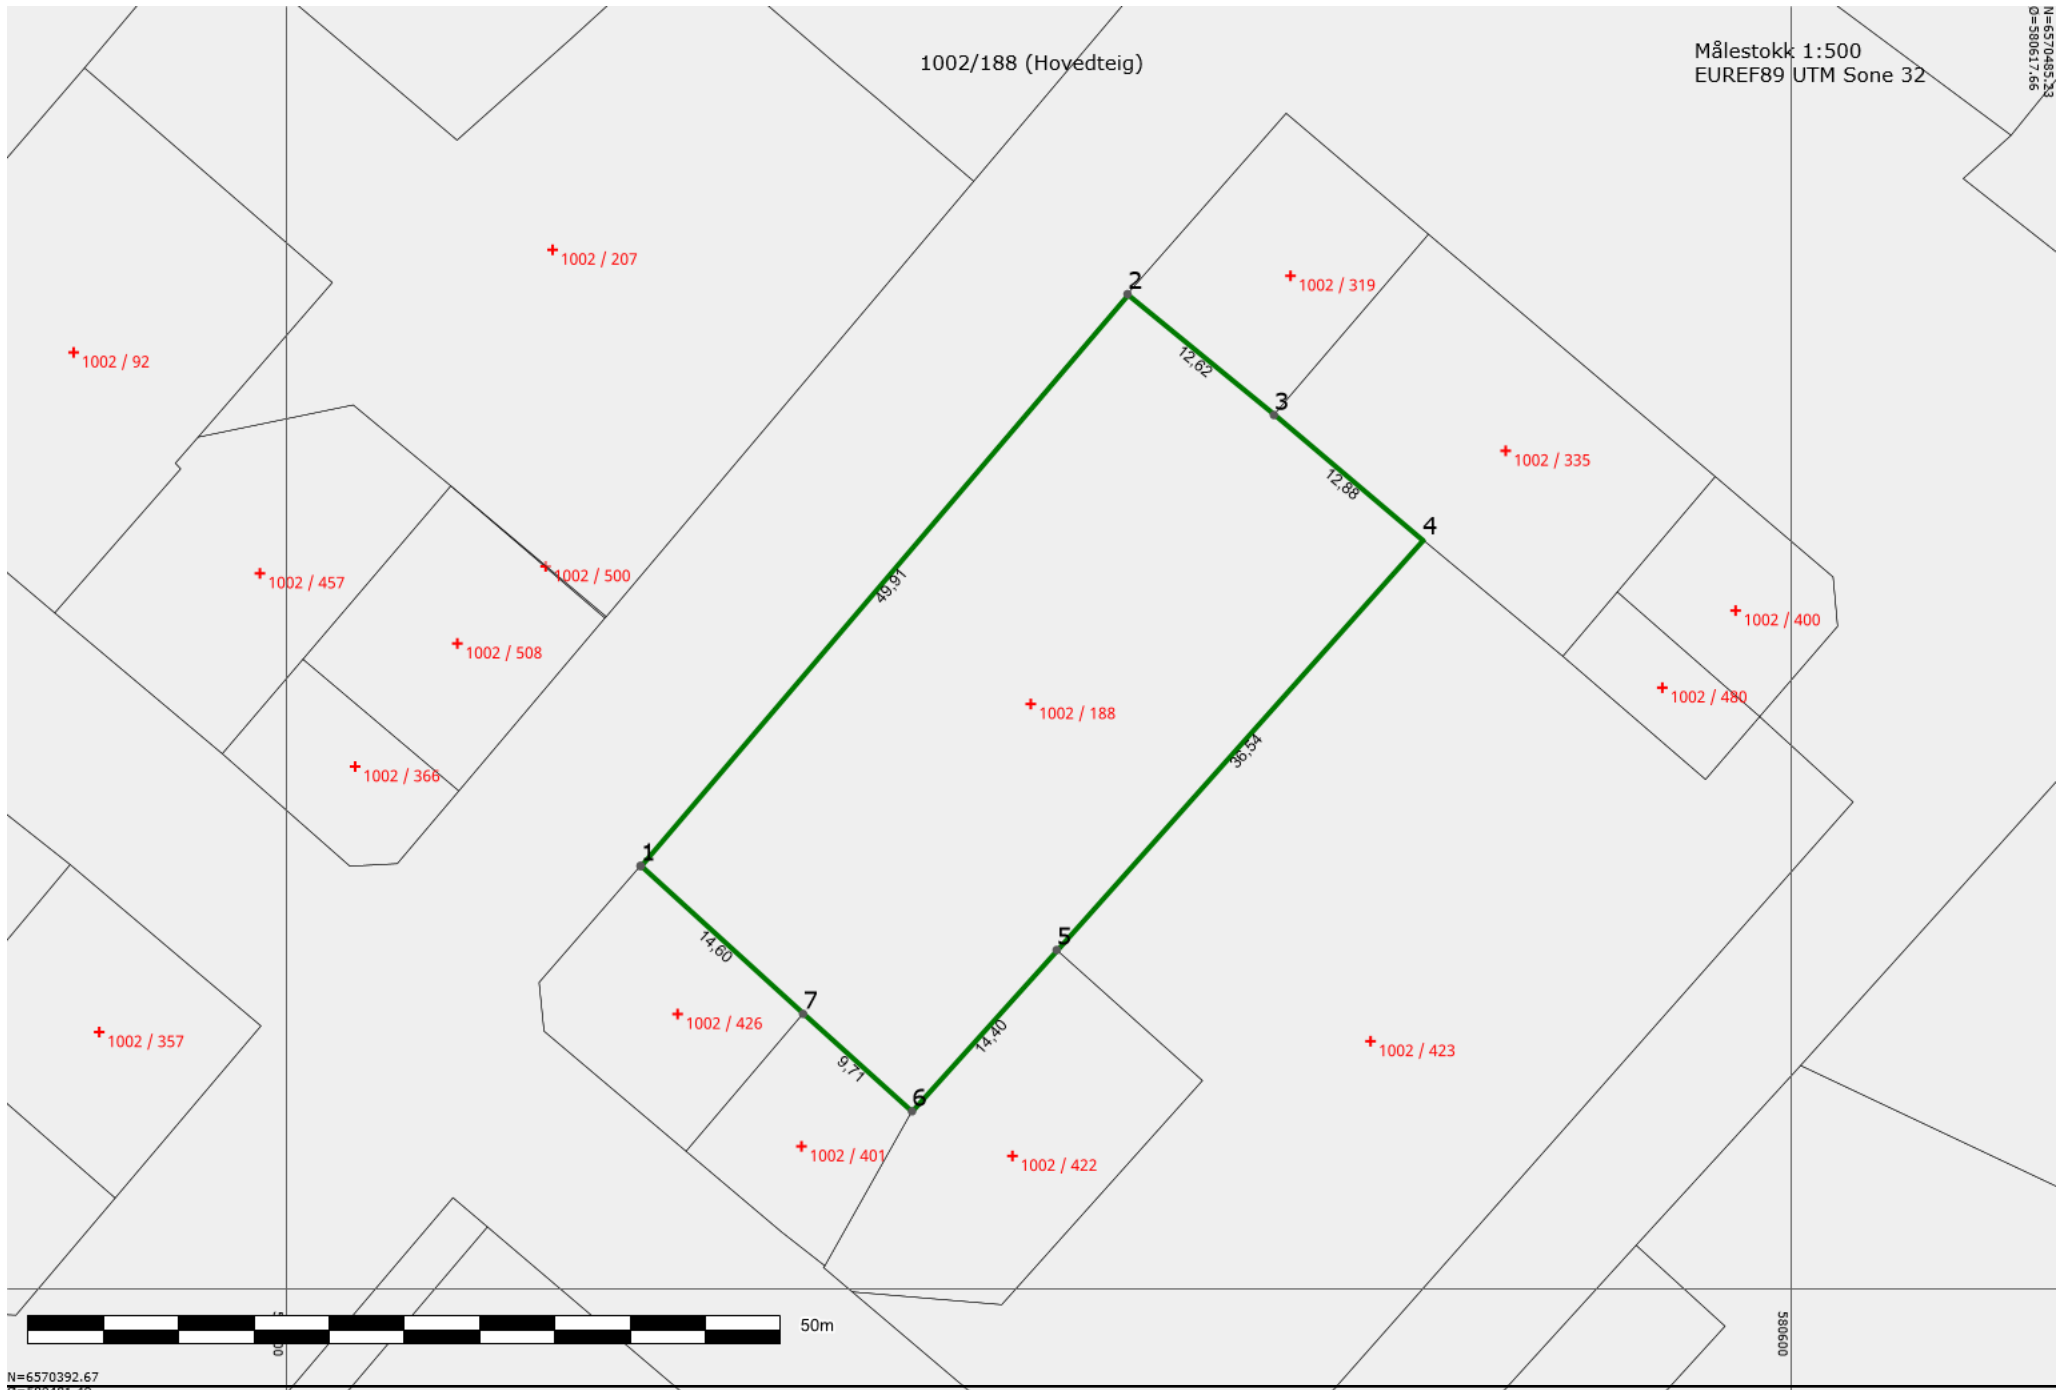 1002/188 (Hovedteig)
Målestokk 1:500
EUREF89 UTM Sone 32
N=6570485.23
Ø=580617.66
1002 / 207
2
1002 / 319
1002 / 92
12,62
3
1002 / 335
12,88
4
1002 / 457
1002 / 500
49,91
1002 / 400
1002 / 508
1002 / 480
1002 / 188
36,54
1002 / 366
1
14,60
5
7
1002 / 426
1002 / 357
14,40
1002 / 423
9,71
6
1002 / 401
1002 / 422
50m
580600
N=6570392.67